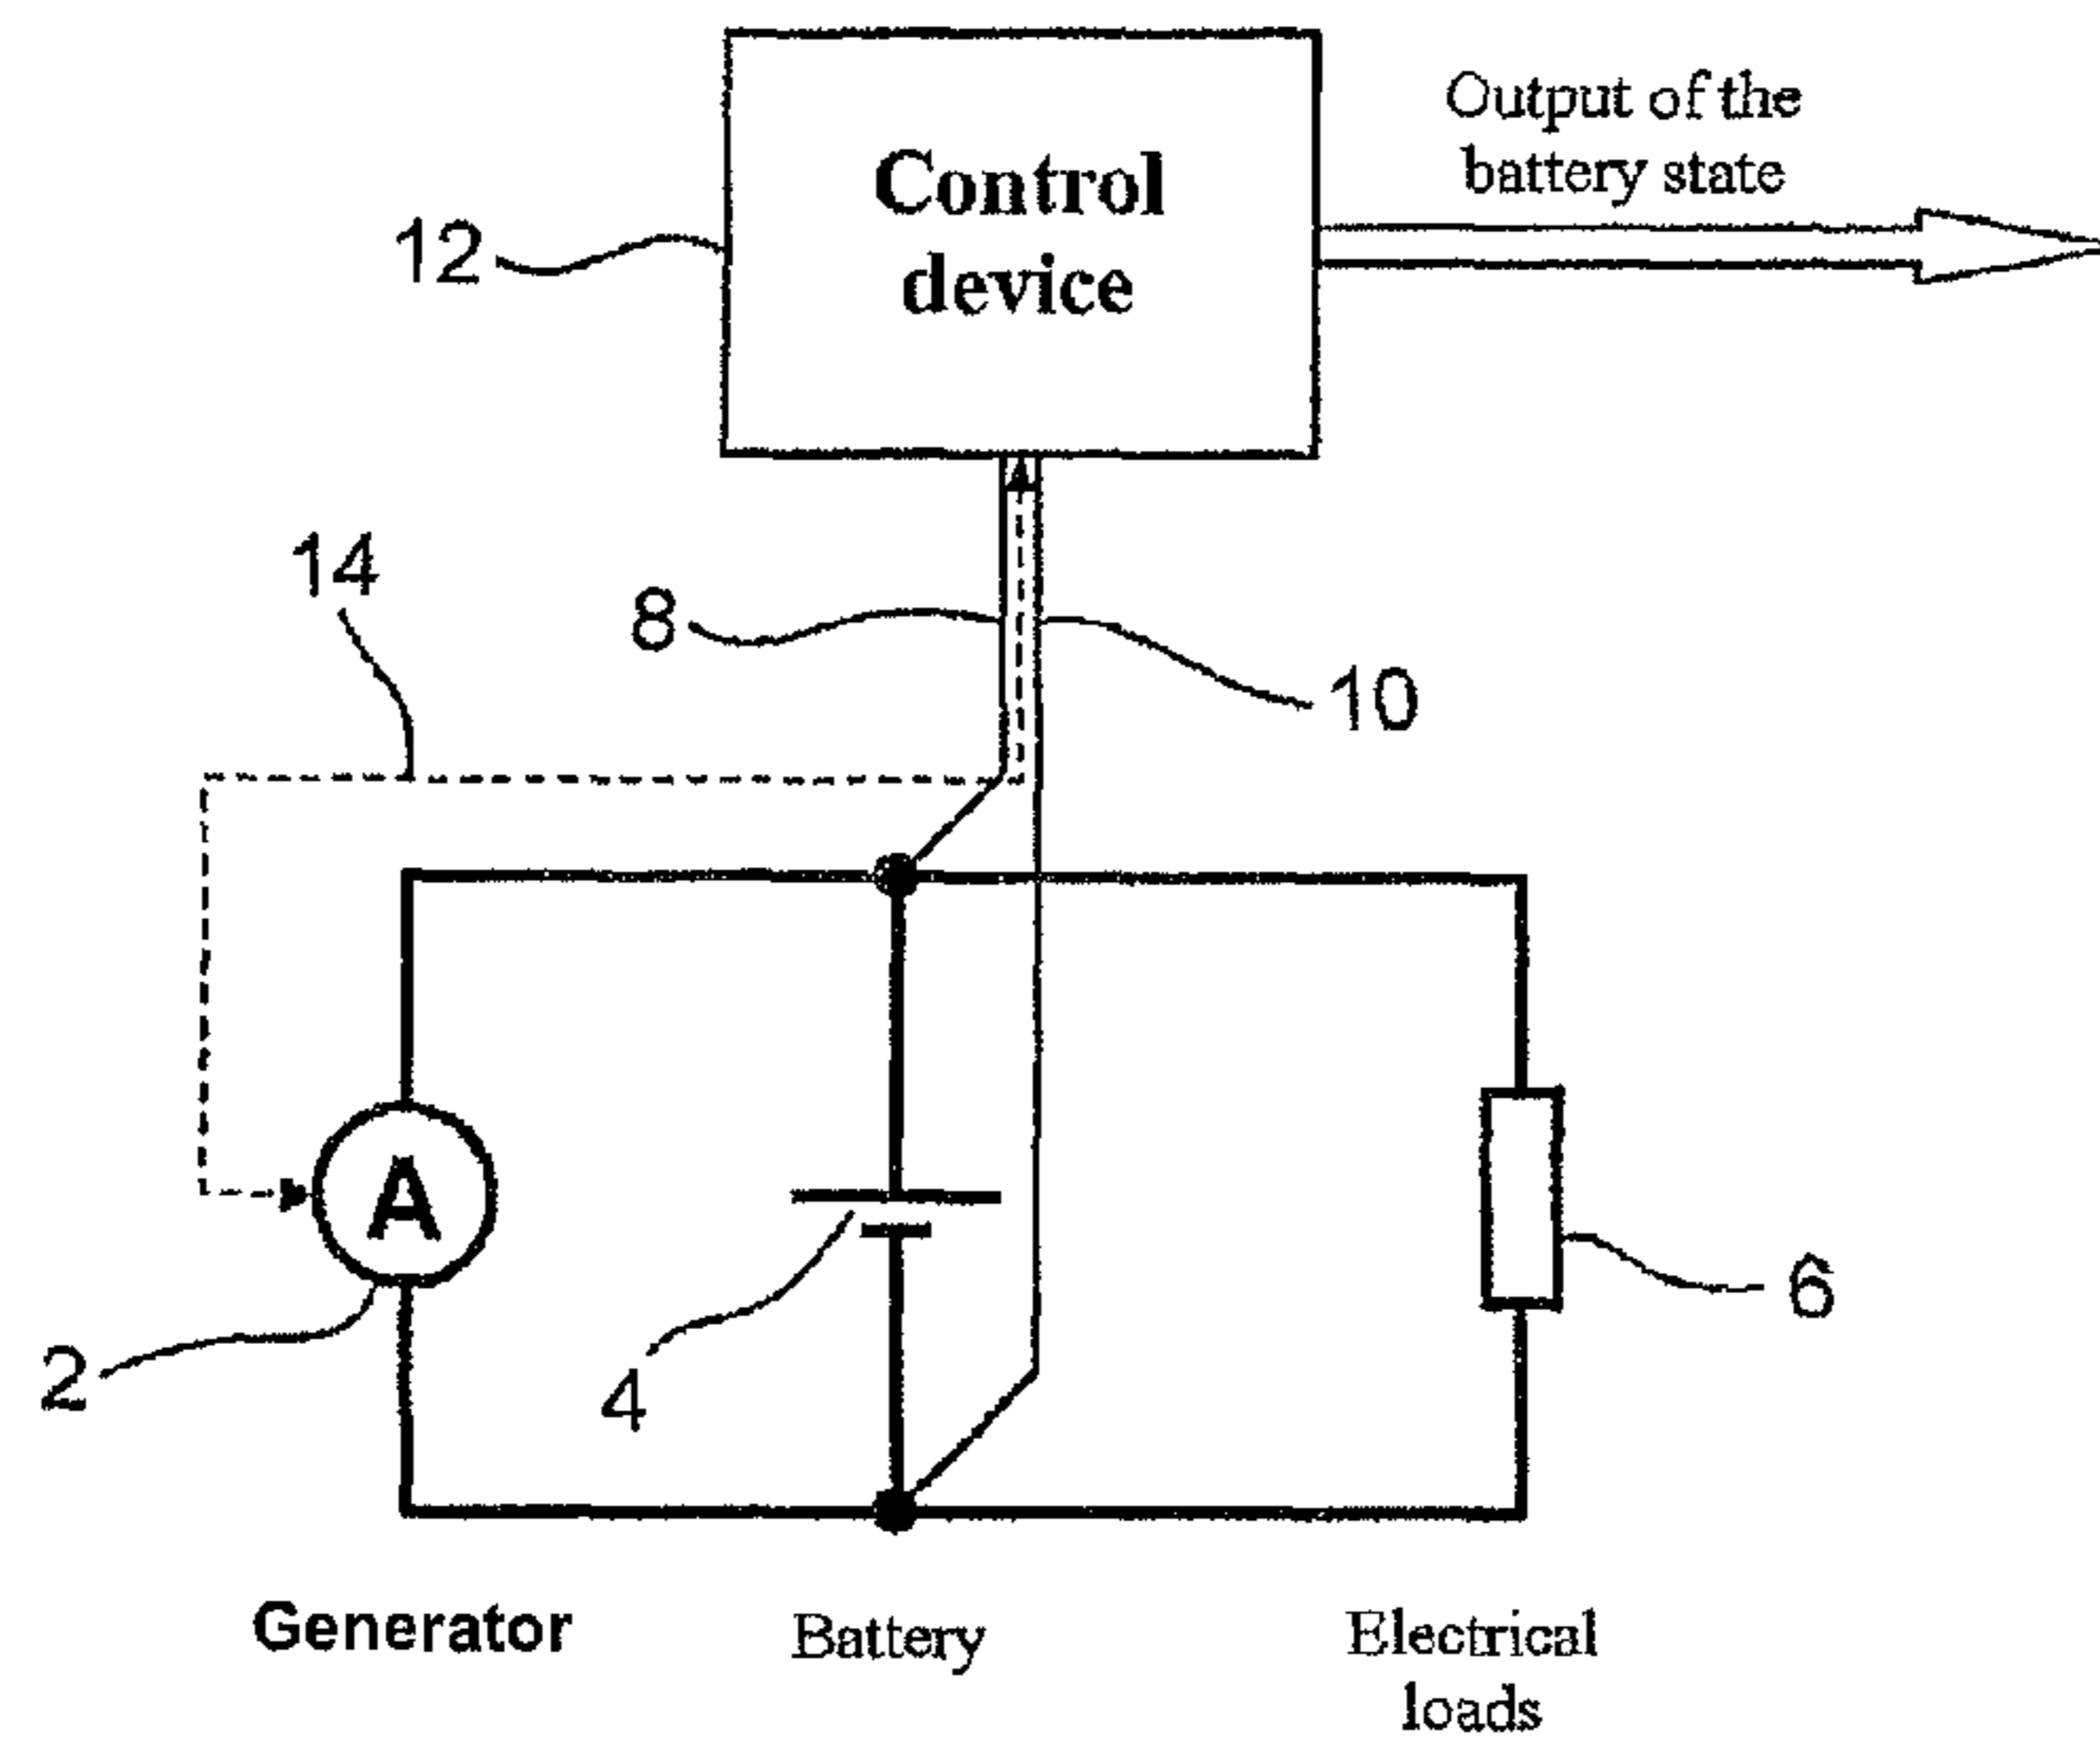 Control
device
Output of the
battery state
12
14
8
10
A
2
4
6
Generator
Battery
Electrical
loads